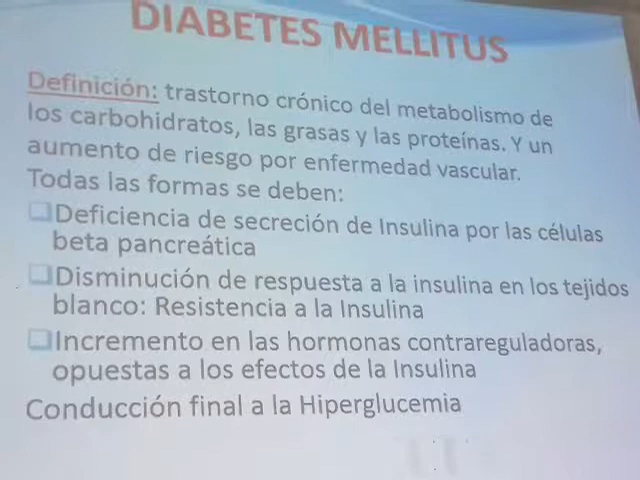 DIABETES MELLITUS
Definición: trastorno crónico del metabolismo de
los carbohidratos, las grasas y las proteínas. Y un
aumento de riesgo por enfermedad vascular.
Todas las formas se deben:
Deficiencia de secreción de Insulina por las células
beta pancreática
Disminución de respuesta a la insulina en los tejidos
blanco: Resistencia a la Insulina
Incremento en las hormonas contrareguladoras,
opuestas a los efectos de la Insulina
Conducción final a la Hiperglucemia